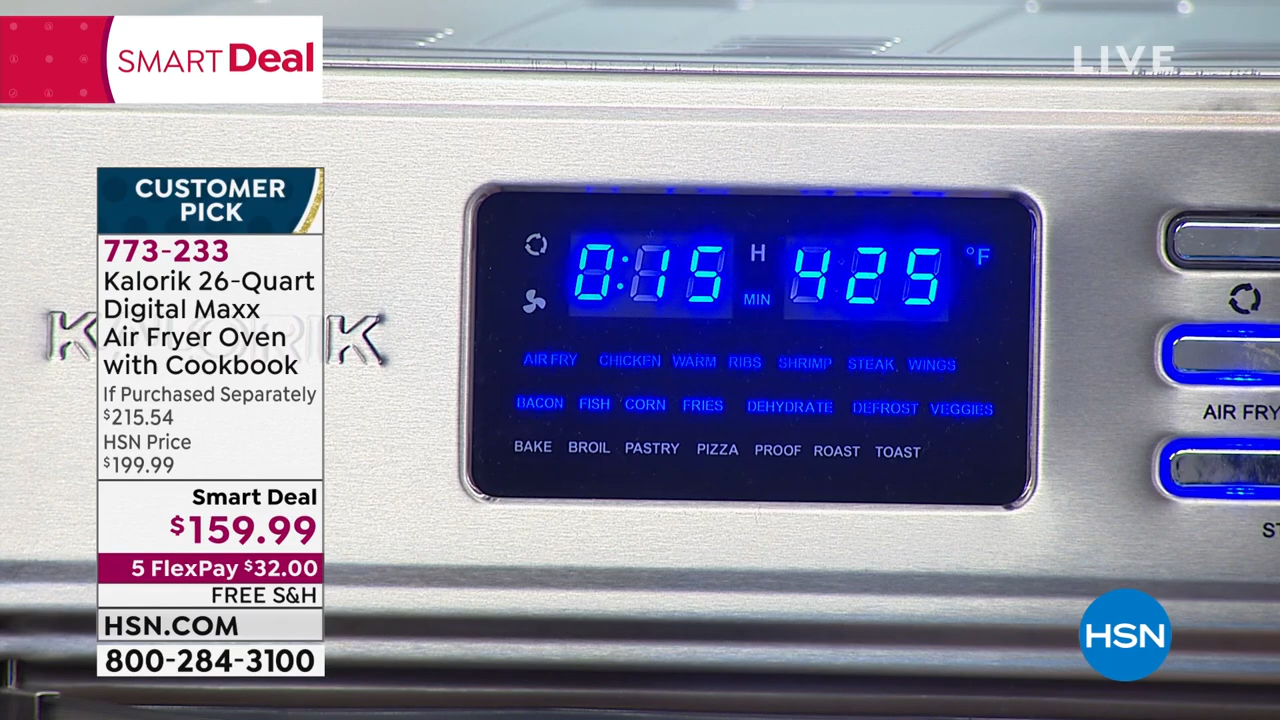 SMART Deal
LIVE
CUSTOMER
PICK
773-233
Kalorik 26-Quart
Digital Maxx
Air Fryer Oven
with Cookbook
If Purchased Separately
$215.54
HSN Price
$199.99
Smart Deal
$159.99
5 FlexPay $32.00
FREE S&H
HSN.COM
800-284-3100
0:15 H MIN 425 °F
AIR FRY CHICKEN WARM RIBS SHRIMP STEAK WINGS
BACON FISH CORN FRIES DEHYDRATE DEFROST VEGGIES
BAKE BROIL PASTRY PIZZA PROOF ROAST TOAST
AIR FRY
HSN